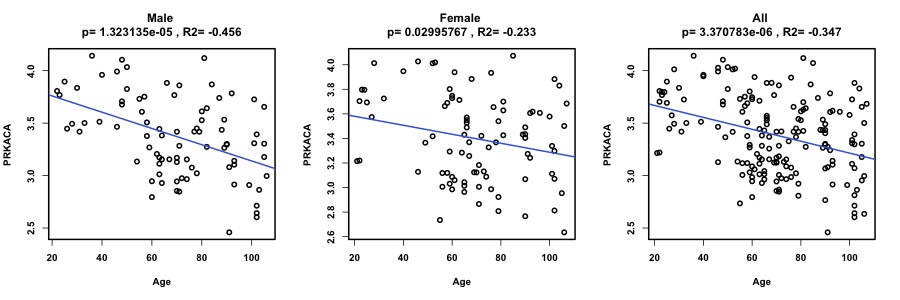 Male
p= 1.323135e-05 , R2= -0.456
PRKACA
4.0
3.5
3.0
2.5
20 40 60 80 100
Age
Female
p= 0.02995767 , R2= -0.233
PRKACA
4.0
3.8
3.6
3.4
3.2
3.0
2.8
2.6
20 40 60 80 100
Age
All
p= 3.370783e-06 , R2= -0.347
PRKACA
4.0
3.5
3.0
2.5
20 40 60 80 100
Age